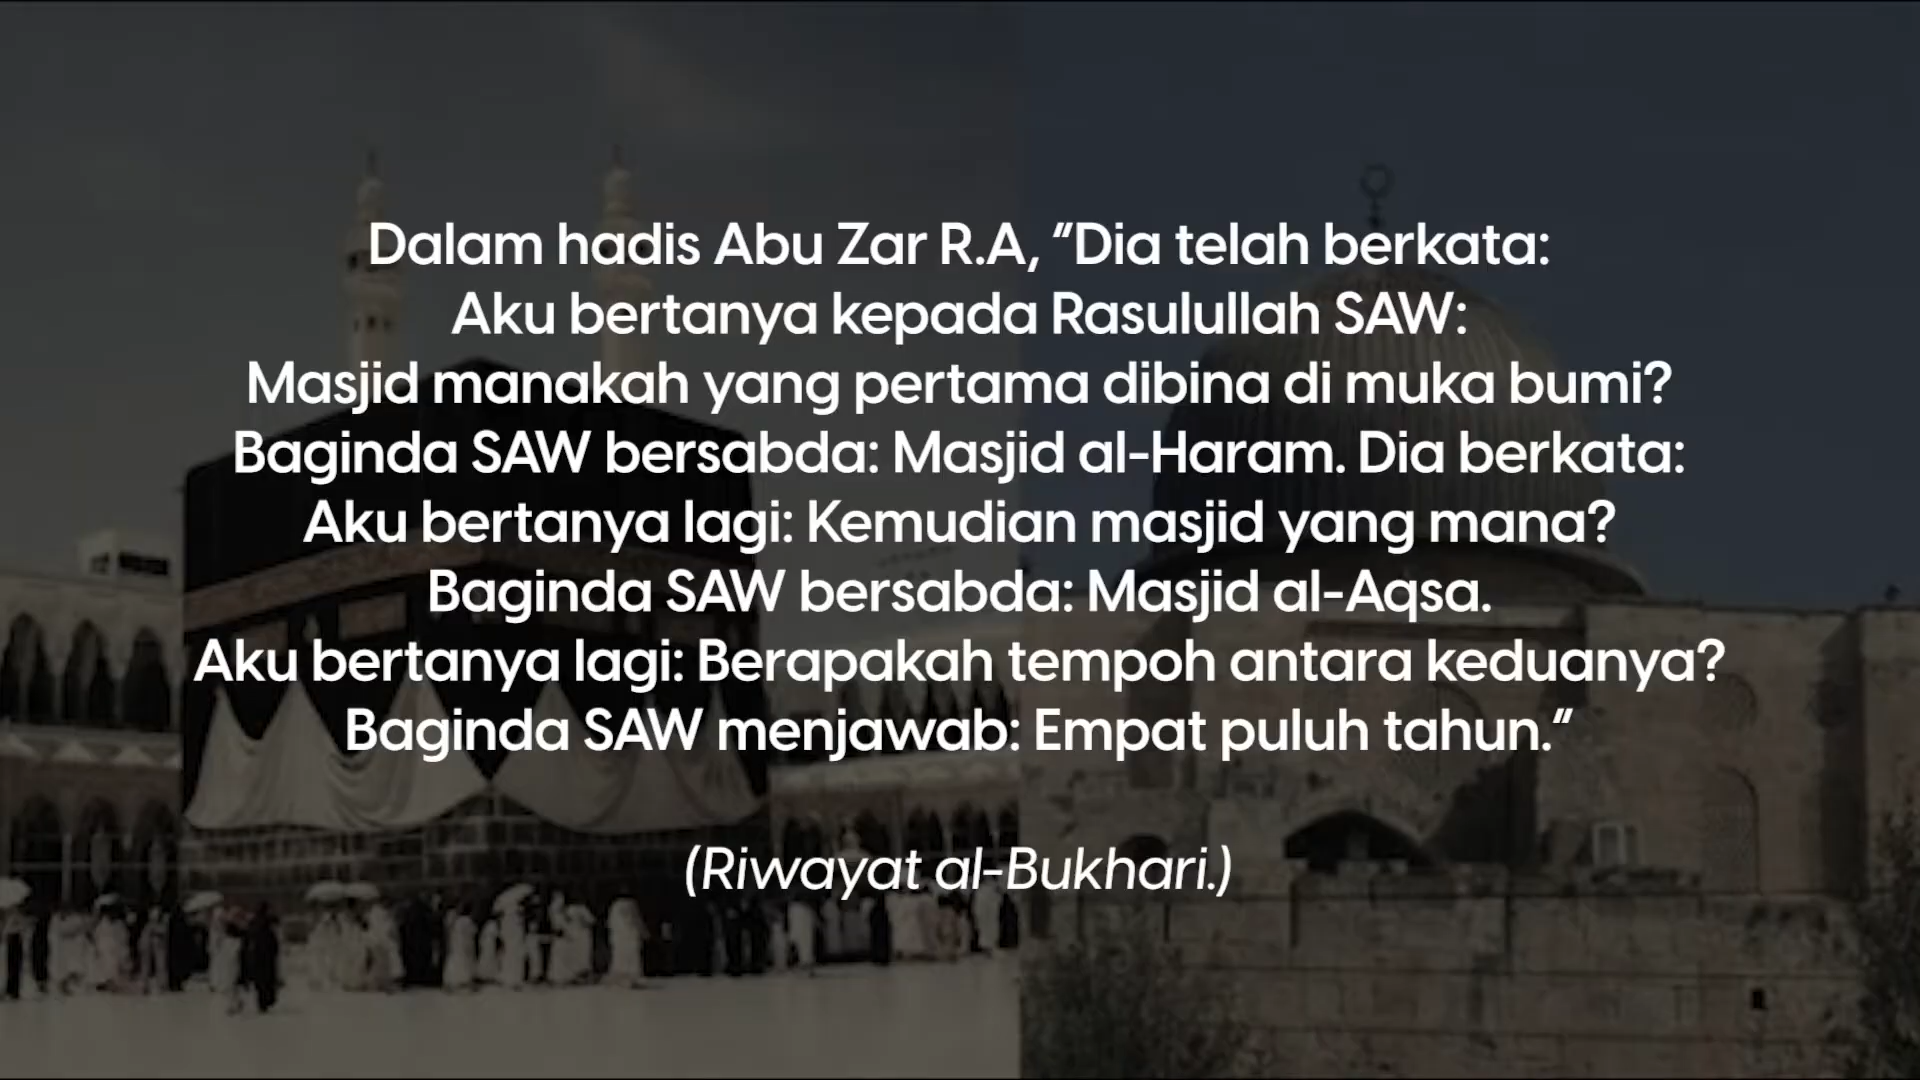 Dalam hadis Abu Zar R.A, "Dia telah berkata:
Aku bertanya kepada Rasulullah SAW:
Masjid manakah yang pertama dibina di muka bumi?
Baginda SAW bersabda: Masjid al-Haram. Dia berkata:
Aku bertanya lagi: Kemudian masjid yang mana?
Baginda SAW bersabda: Masjid al-Aqsa.
Aku bertanya lagi: Berapakah tempoh antara keduanya?
Baginda SAW menjawab: Empat puluh tahun."
(Riwayat al-Bukhari.)